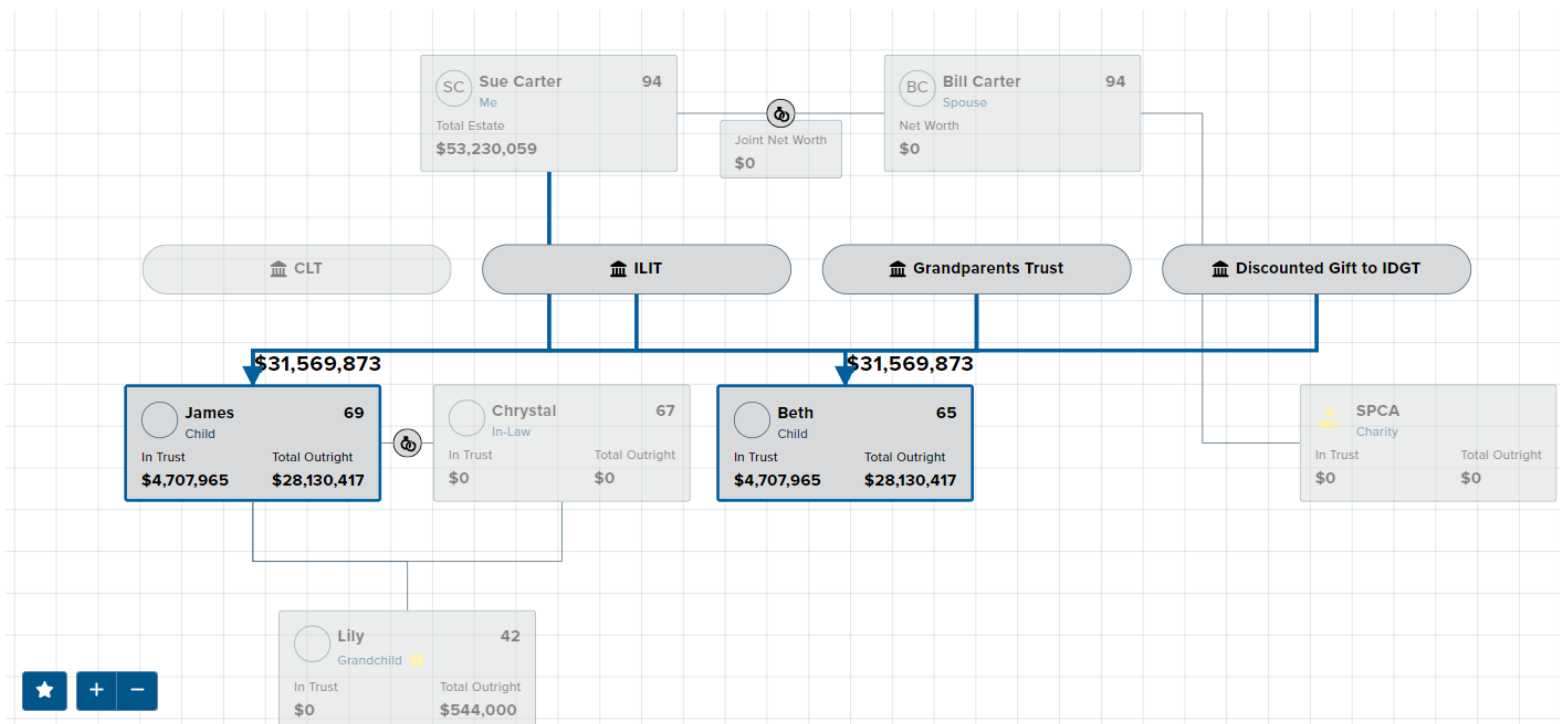 SC Sue Carter 94
Me
Total Estate
$53,230,059
BC Bill Carter 94
Spouse
Net Worth
$0
Joint Net Worth
$0
CLT
ILIT
Grandparents Trust
Discounted Gift to IDGT
$31,569,873
$31,569,873
James 69
Child
In Trust Total Outright
$4,707,965 $28,130,417
Chrystal 67
In-Law
In Trust Total Outright
$0 $0
Beth 65
Child
In Trust Total Outright
$4,707,965 $28,130,417
SPCA
Charity
In Trust Total Outright
$0 $0
Lily 42
Grandchild
In Trust Total Outright
$0 $544,000